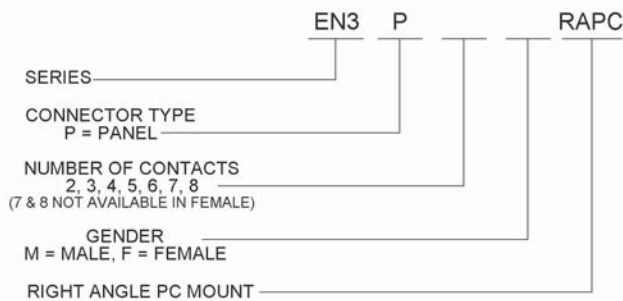 EN3 P RAPC
SERIES
CONNECTOR TYPE
P = PANEL
NUMBER OF CONTACTS
2, 3, 4, 5, 6, 7, 8
(7 & 8 NOT AVAILABLE IN FEMALE)
GENDER
M = MALE, F = FEMALE
RIGHT ANGLE PC MOUNT